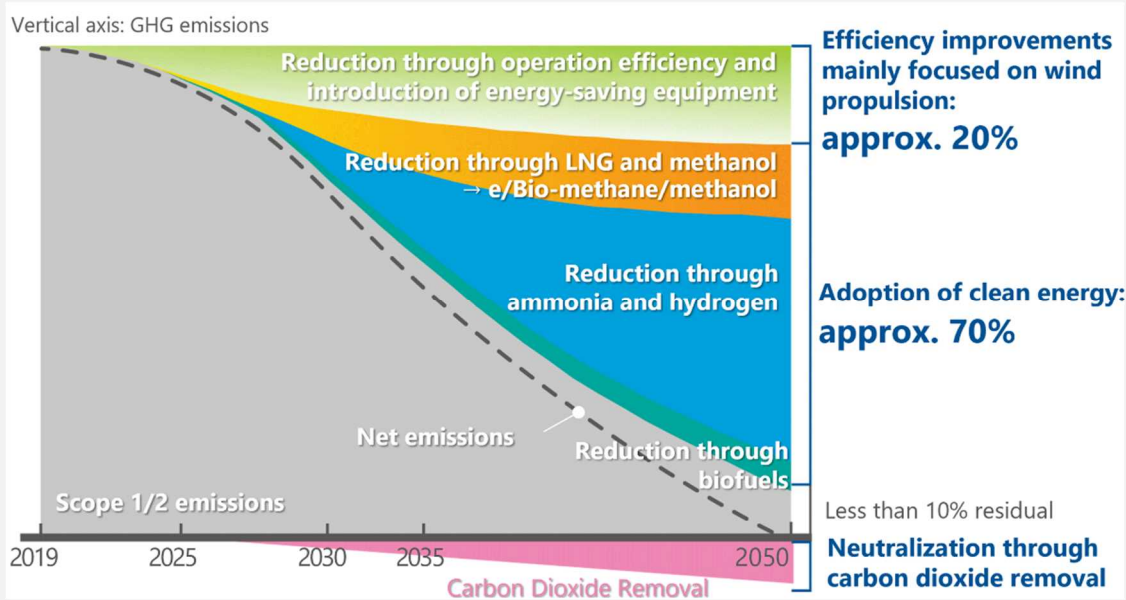 Vertical axis: GHG emissions
Reduction through operation efficiency and
introduction of energy-saving equipment
Reduction through LNG and methanol
→ e/Bio-methane/methanol
Reduction through
ammonia and hydrogen
Net emissions
Reduction through
biofuels
Scope 1/2 emissions
2019
2025
2030
2035
2050
Carbon Dioxide Removal
Efficiency improvements
mainly focused on wind
propulsion:
approx. 20%
Adoption of clean energy:
approx. 70%
Less than 10% residual
Neutralization through
carbon dioxide removal